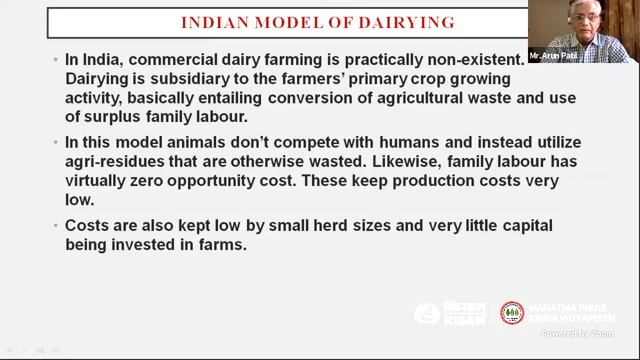 INDIAN MODEL OF DAIRYING
Mr.Arun Patil
• In India, commercial dairy farming is practically non-existent.
Dairying is subsidiary to the farmers' primary crop growing
activity, basically entailing conversion of agricultural waste and use
of surplus family labour.
• In this model animals don't compete with humans and instead utilize
agri-residues that are otherwise wasted. Likewise, family labour has
virtually zero opportunity cost. These keep production costs very
low.
• Costs are also kept low by small herd sizes and very little capital
being invested in farms.
किसान
KISAN
MAHATMA PHULE
KRISHI VIDYAPEETH
Powered by Zoom